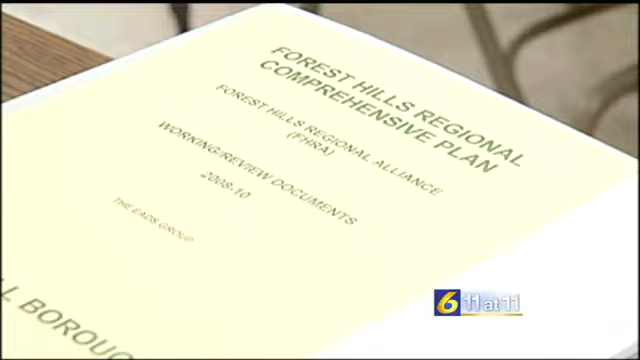 FOREST HILLS REGIONAL
COMPREHENSIVE PLAN
FOREST HILLS REGIONAL ALLIANCE
(FHRA)
WORKING/REVIEW DOCUMENTS
2008-10
THE EADS GROUP
6 11 at 11